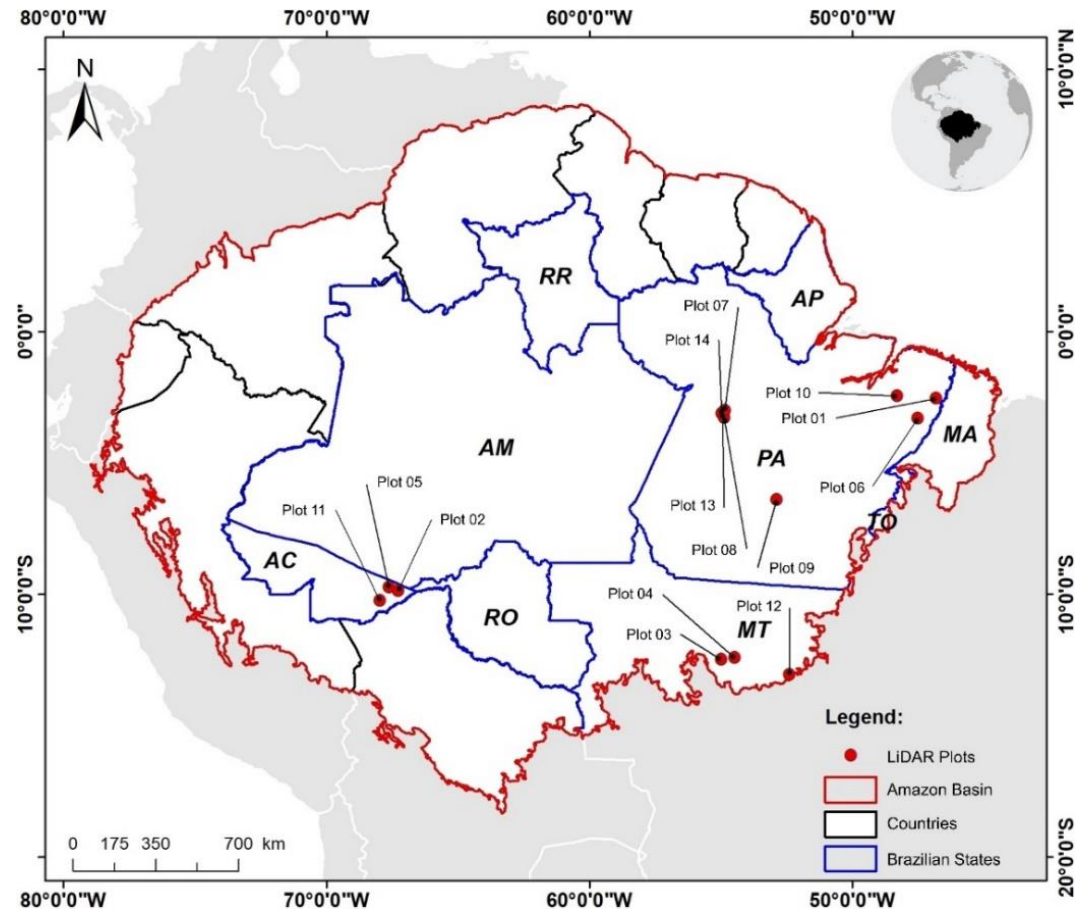 80°0'0"W 70°0'0"W 60°0'0"W 50°0'0"W
10°0'0"N
N
RR
AP
Plot 07
0°0'0"
0°0'0"
Plot 14
Plot 10
Plot 01
MA
AM
PA
Plot 05
Plot 11
Plot 02
Plot 06
Plot 13
TO
Plot 08
AC
Plot 09
10°0'0"S
10°0'0"S
Plot 04
Plot 12
RO
Plot 03
MT
Legend:
LiDAR Plots
Amazon Basin
Countries
Brazilian States
0 175 350 700 km
20°0'0"S
80°0'0"W 70°0'0"W 60°0'0"W 50°0'0"W